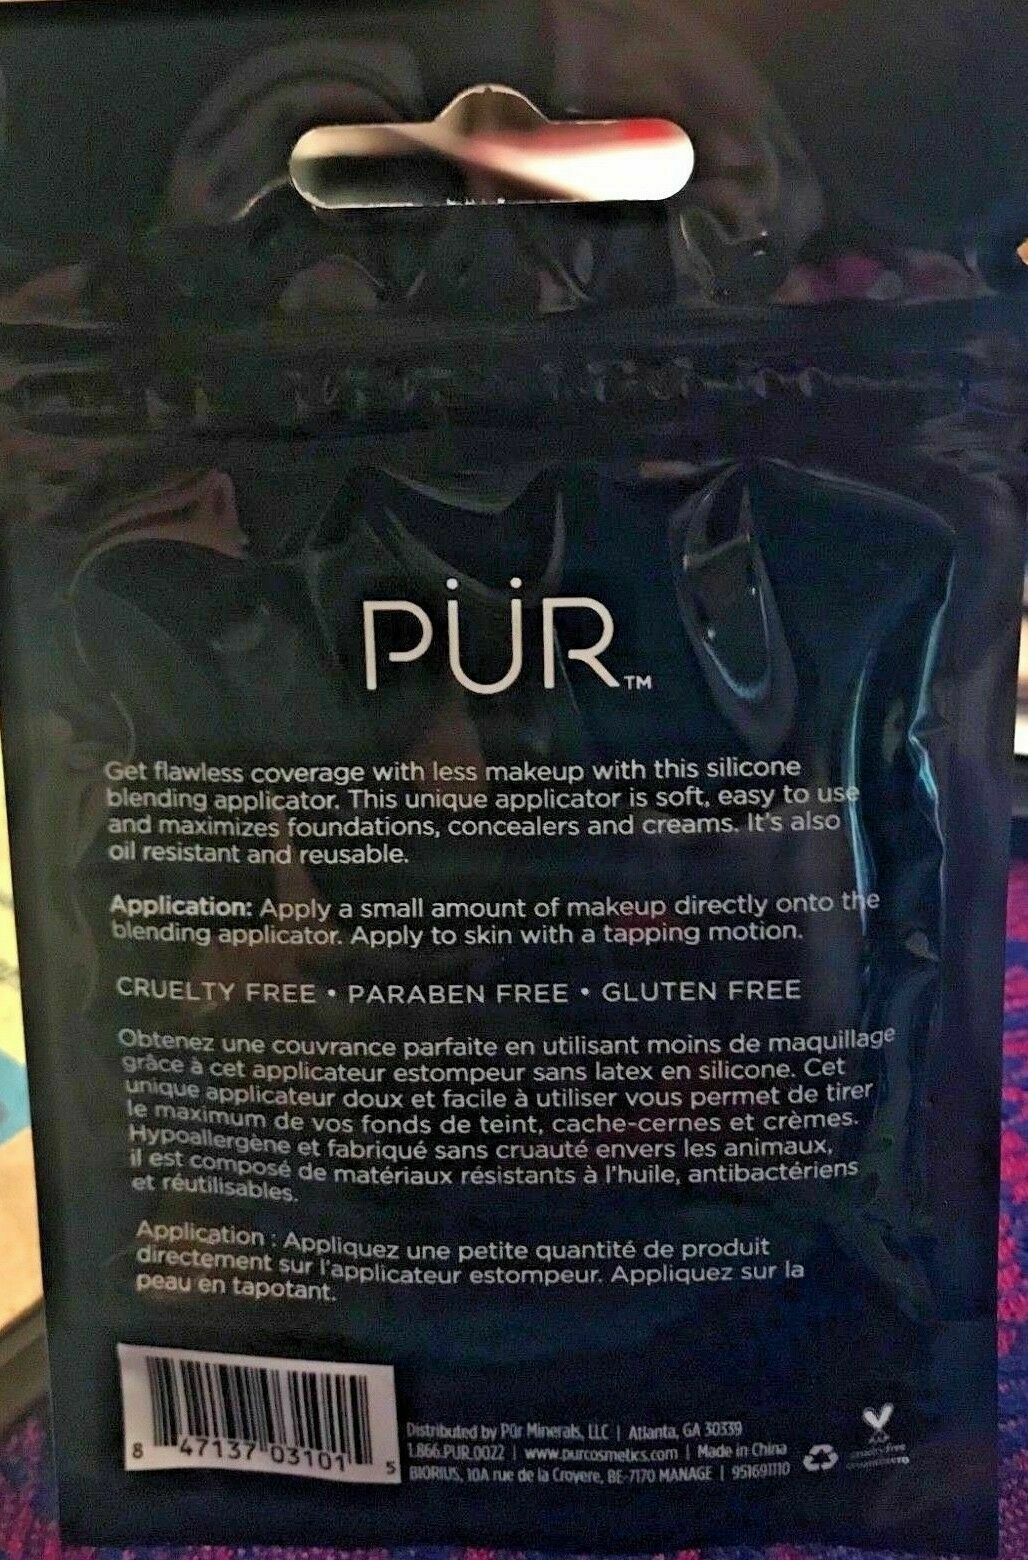 PÜR™
Get flawless coverage with less makeup with this silicone
blending applicator. This unique applicator is soft, easy to use
and maximizes foundations, concealers and creams. It's also
oil resistant and reusable.
Application: Apply a small amount of makeup directly onto the
blending applicator. Apply to skin with a tapping motion.
CRUELTY FREE • PARABEN FREE • GLUTEN FREE
Obtenez une couvrance parfaite en utilisant moins de maquillage
grâce à cet applicateur estompeur sans latex en silicone. Cet
unique applicateur doux et facile à utiliser vous permet de tirer
le maximum de vos fonds de teint, cache-cernes et crèmes.
Hypoallergène et fabriqué sans cruauté envers les animaux,
il est composé de matériaux résistants à l'huile, antibactériens
et réutilisables.
Application : Appliquez une petite quantité de produit
directement sur l'applicateur estompeur. Appliquez sur la
peau en tapotant.
8 47137 03101 5
Distributed by Pür Minerals, LLC | Atlanta, GA 30339
1.866.PUR.0022 | www.purcosmetics.com | Made in China
BIORIUS, 10A rue de la Croyere, BE-7170 MANAGE | 951691110